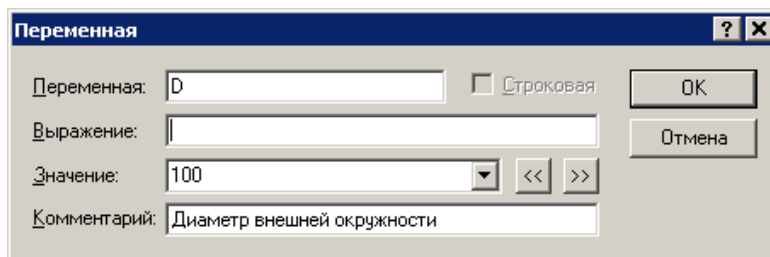 Переменная
Переменная: D Строковая OK
Выражение:
Отмена
Значение: 100 << >>
Комментарий: Диаметр внешней окружности